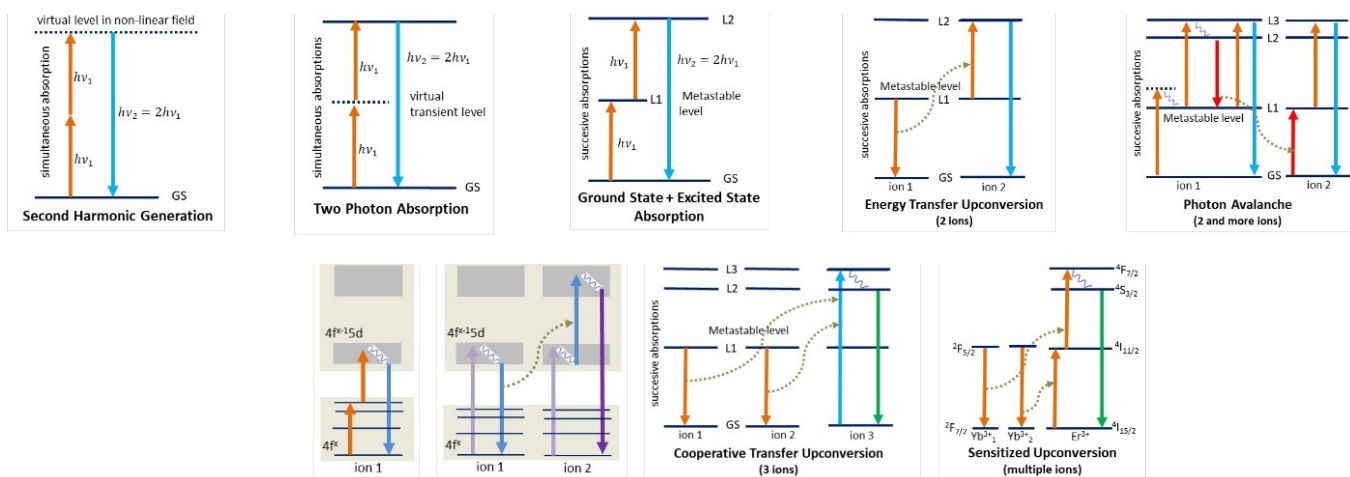 virtual level in non-linear field
simultaneous absorptions
hν₁
hν₂ = 2hν₁
hν₁
GS
Second Harmonic Generation
simultaneous absorptions
hν₁
hν₂ = 2hν₁
virtual
transient level
hν₁
GS
Two Photon Absorption
L2
succesive absorptions
hν₁
hν₂ = 2hν₁
L1
Metastable
level
hν₁
GS
Ground State + Excited State
Absorption
L2
succesive absorptions
Metastable level
L1
GS
ion 1
ion 2
Energy Transfer Upconversion
(2 ions)
L3
L2
succesive absorptions
L1
Metastable level
GS
ion 1
ion 2
Photon Avalanche
(2 and more ions)
4fˣ⁻¹5d
4fˣ
ion 1
4fˣ⁻¹5d
4fˣ
ion 1
ion 2
L3
L2
succesive absorptions
Metastable level
L1
GS
ion 1
ion 2
ion 3
Cooperative Transfer Upconversion
(3 ions)
⁴F₇/₂
⁴S₃/₂
²F₅/₂
⁴I₁₁/₂
²F₇/₂
⁴I₁₅/₂
Yb³⁺₁
Yb³⁺₂
Er³⁺
Sensitized Upconversion
(multiple ions)